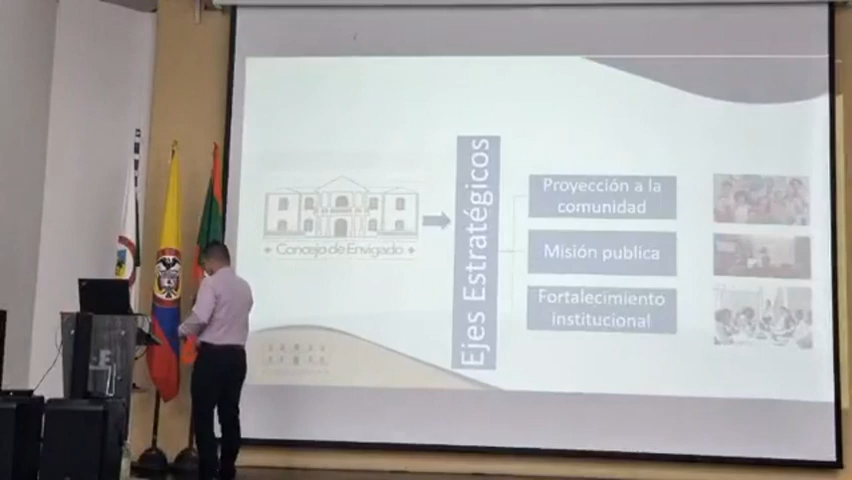 Concejo de Envigado
Ejes Estratégicos
Proyección a la
comunidad
Misión publica
Fortalecimiento
institucional